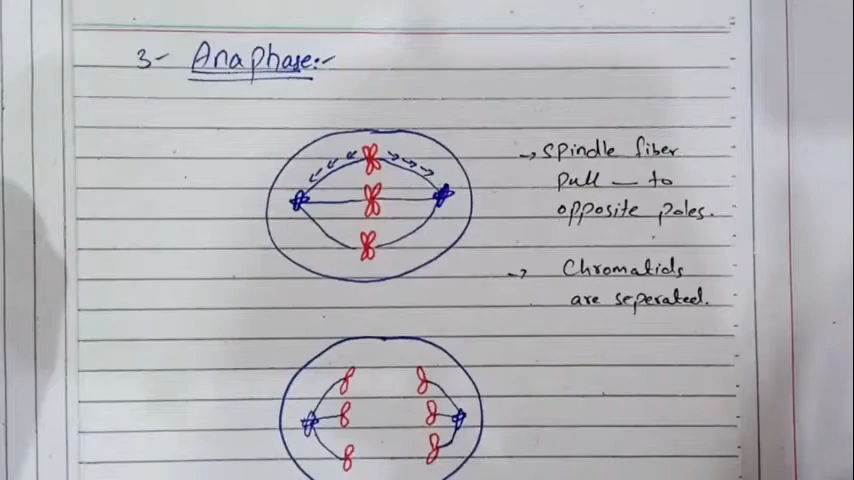 3- Anaphase:-
→ Spindle fiber
pull — to
opposite poles.
→ Chromatids
are seperated.